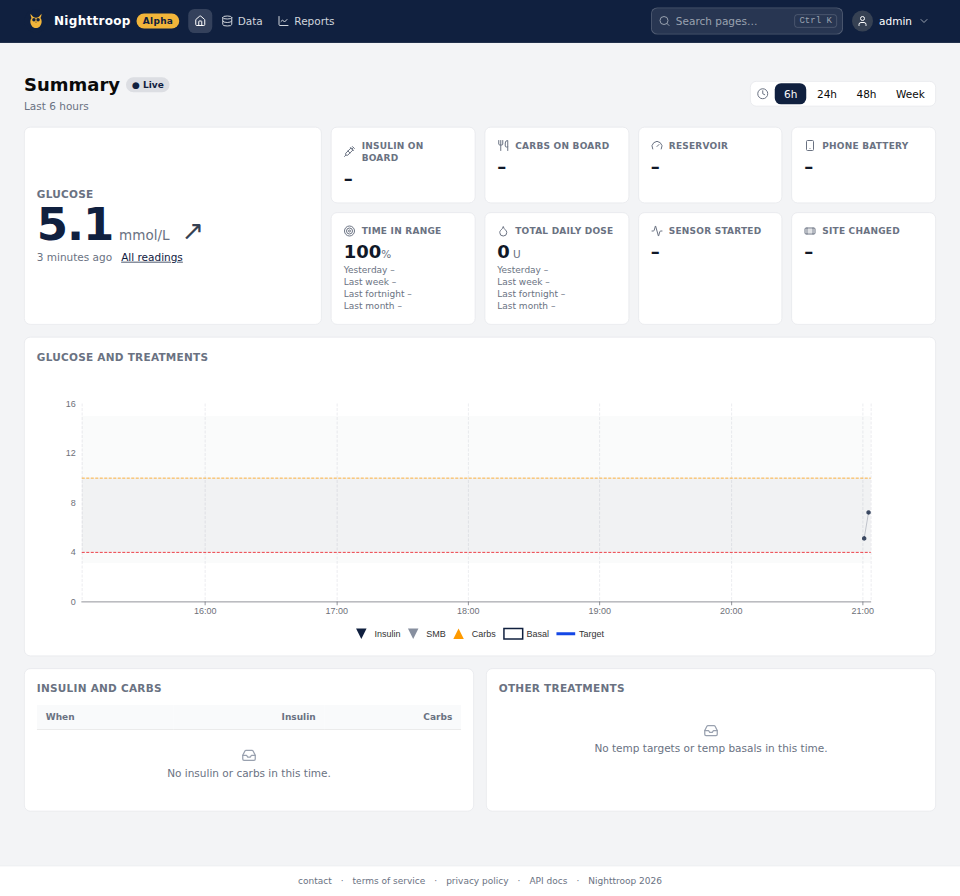 Nighttroop Alpha Data Reports Search pages... Ctrl K admin
Summary ● Live
Last 6 hours
6h 24h 48h Week
GLUCOSE
5.1 mmol/L ↗
3 minutes ago All readings
INSULIN ON
BOARD
–
CARBS ON BOARD
–
RESERVOIR
–
PHONE BATTERY
–
TIME IN RANGE
100%
Yesterday –
Last week –
Last fortnight –
Last month –
TOTAL DAILY DOSE
0 U
Yesterday –
Last week –
Last fortnight –
Last month –
SENSOR STARTED
–
SITE CHANGED
–
GLUCOSE AND TREATMENTS
16
12
8
4
0
16:00 17:00 18:00 19:00 20:00 21:00
Insulin SMB Carbs Basal Target
INSULIN AND CARBS
When Insulin Carbs
No insulin or carbs in this time.
OTHER TREATMENTS
No temp targets or temp basals in this time.
contact · terms of service · privacy policy · API docs · Nighttroop 2026